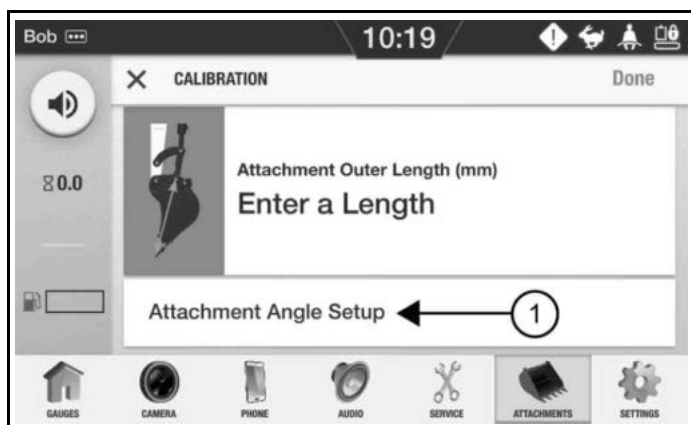 Bob
10:19
CALIBRATION
Done
Attachment Outer Length (mm)
Enter a Length
0.0
Attachment Angle Setup
1
GAUGES
CAMERA
PHONE
AUDIO
SERVICE
ATTACHMENTS
SETTINGS